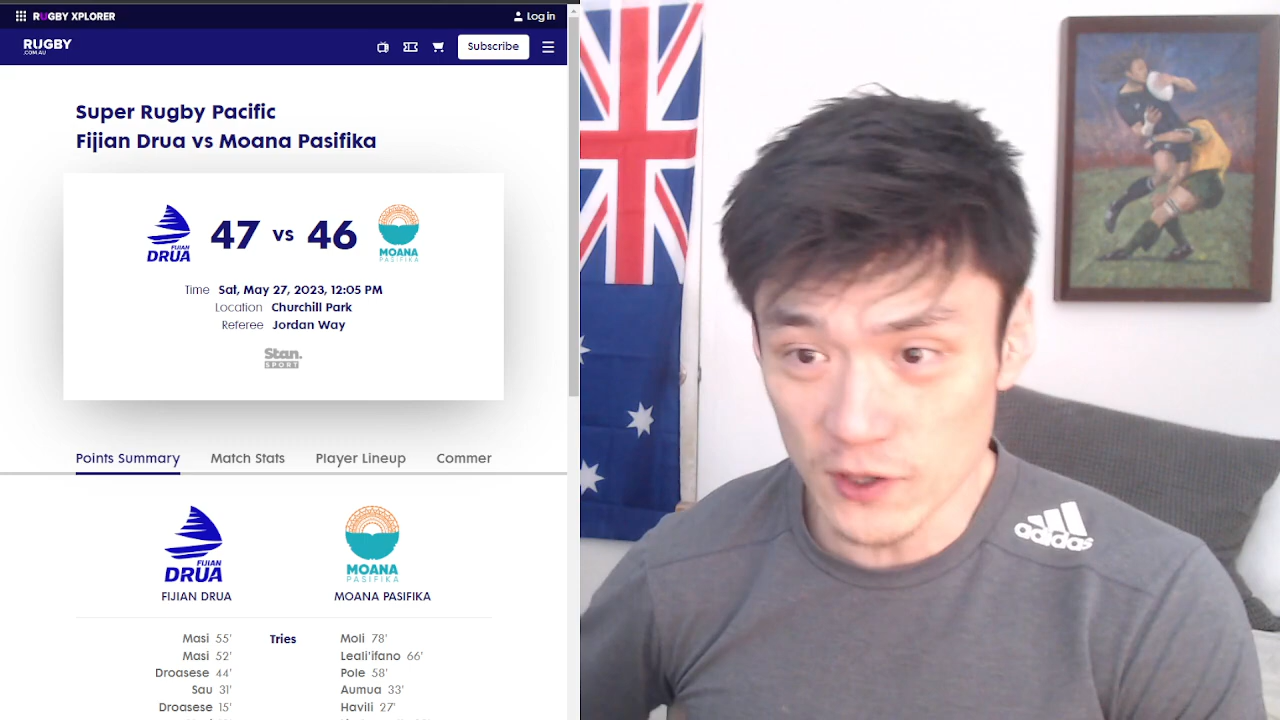 RUGBY XPLORER
Log in
RUGBY
.COM.AU
Subscribe
Super Rugby Pacific
Fijian Drua vs Moana Pasifika
FIJIAN
DRUA
47 vs 46
MOANA
PASIFIKA
Time Sat, May 27, 2023, 12:05 PM
Location Churchill Park
Referee Jordan Way
Stan.
SPORT
Points Summary Match Stats Player Lineup Commer
FIJIAN
DRUA
MOANA
PASIFIKA
FIJIAN DRUA
MOANA PASIFIKA
Masi 55' Tries Moli 78'
Masi 52' Leali'ifano 66'
Droasese 44' Pole 58'
Sau 31' Aumua 33'
Droasese 15' Havili 27'
adidas